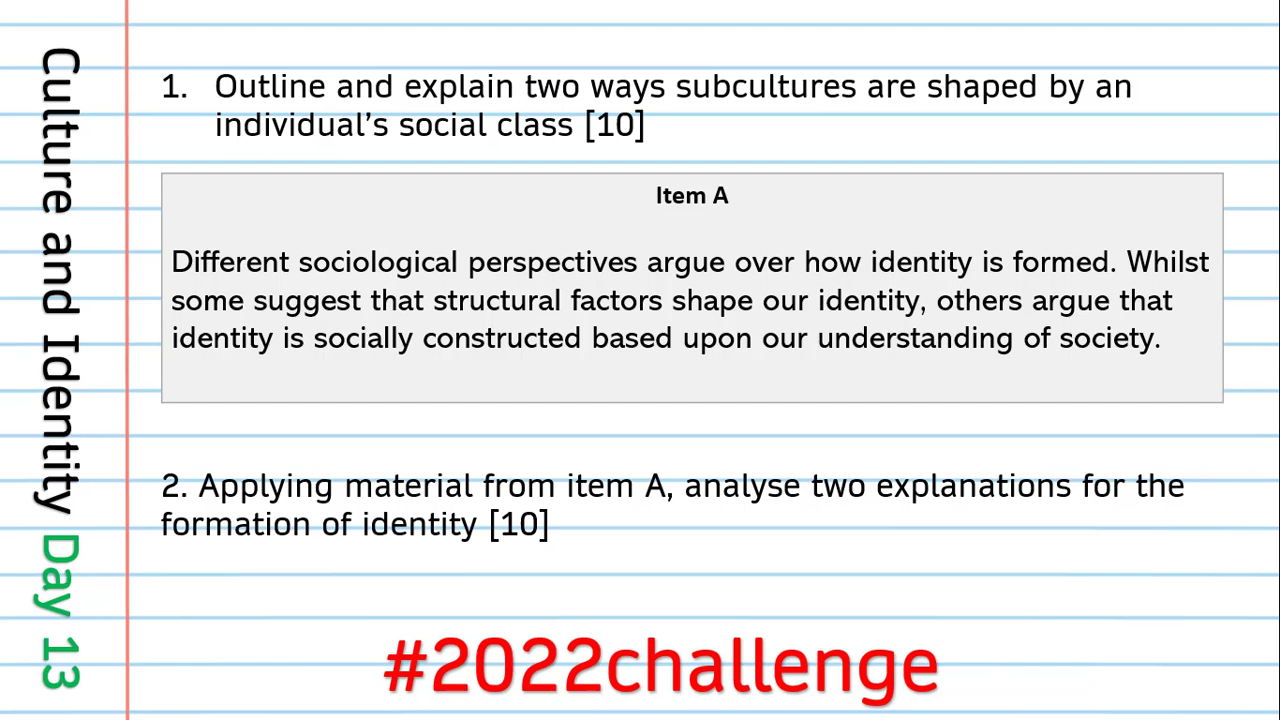 Culture and Identity Day 13
1. Outline and explain two ways subcultures are shaped by an
individual's social class [10]
Item A
Different sociological perspectives argue over how identity is formed. Whilst
some suggest that structural factors shape our identity, others argue that
identity is socially constructed based upon our understanding of society.
2. Applying material from item A, analyse two explanations for the
formation of identity [10]
#2022challenge